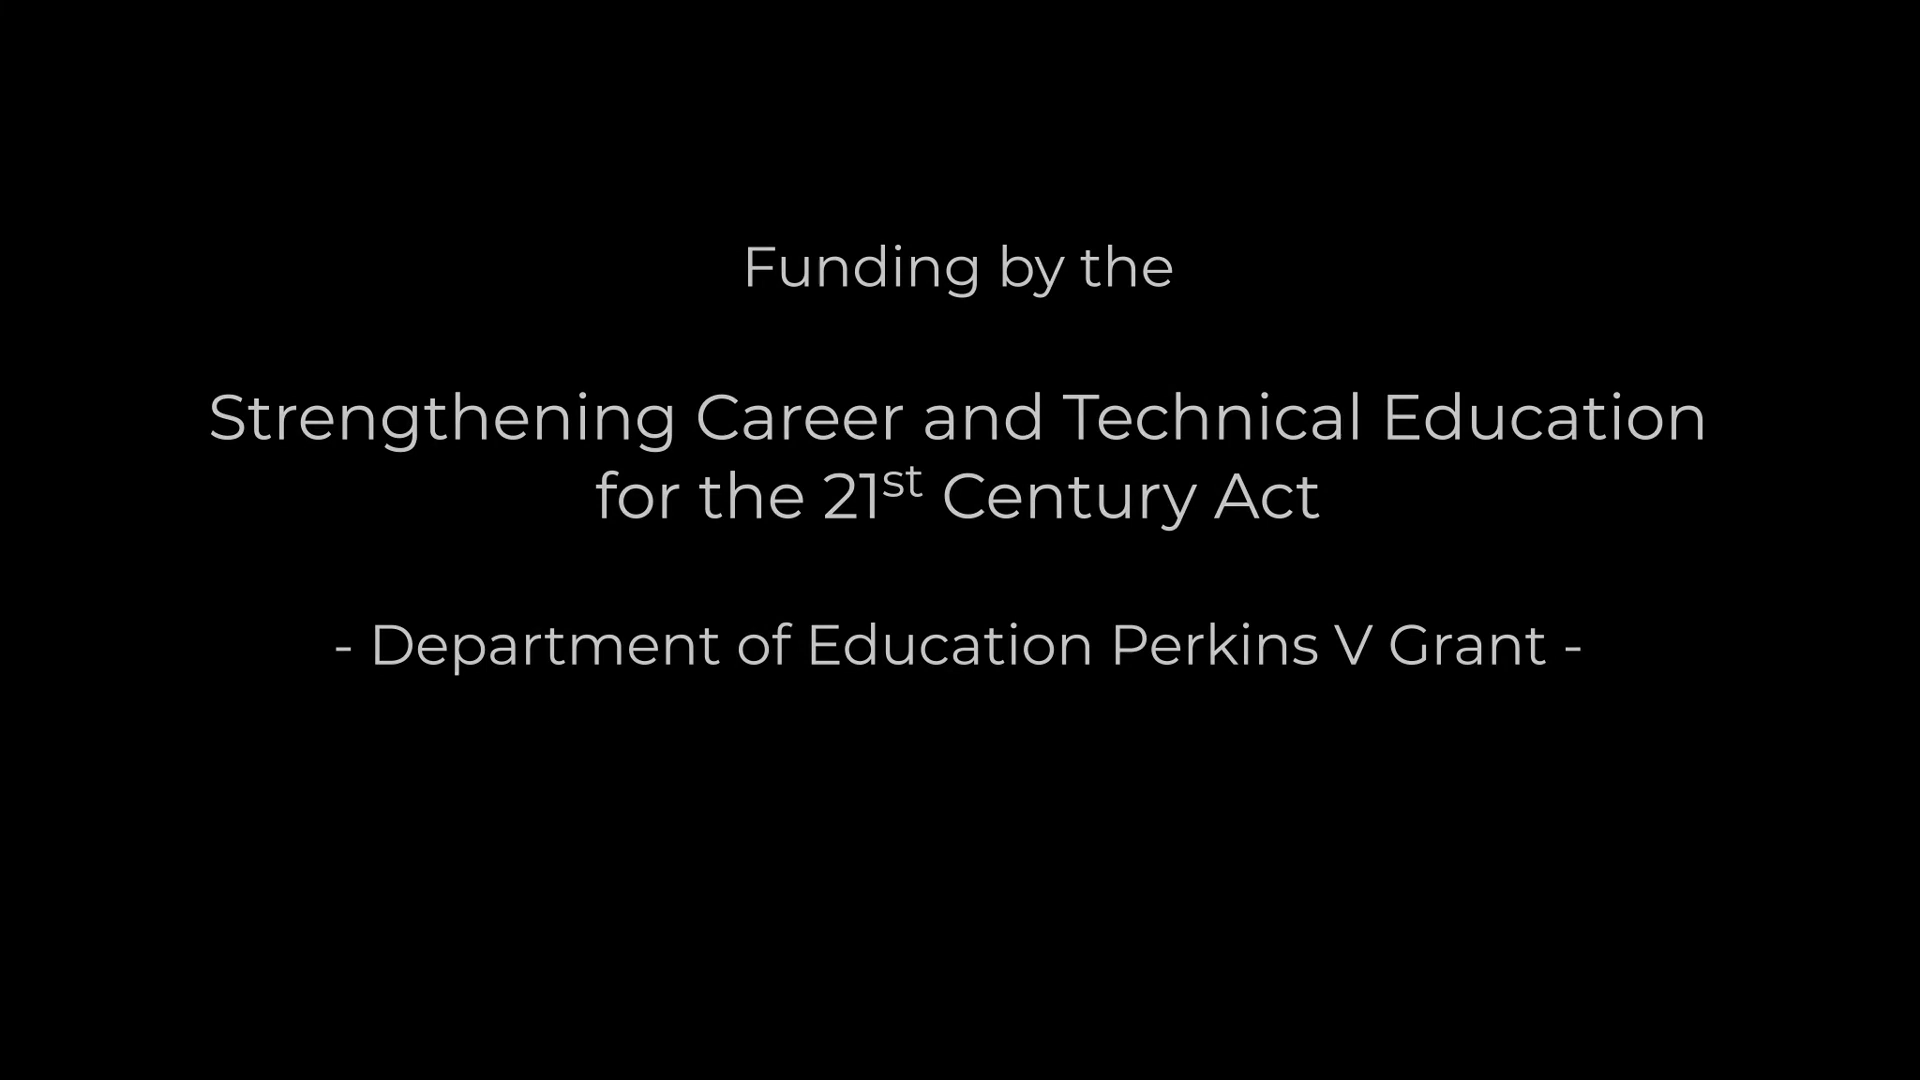 Funding by the
Strengthening Career and Technical Education
for the 21st Century Act
- Department of Education Perkins V Grant -